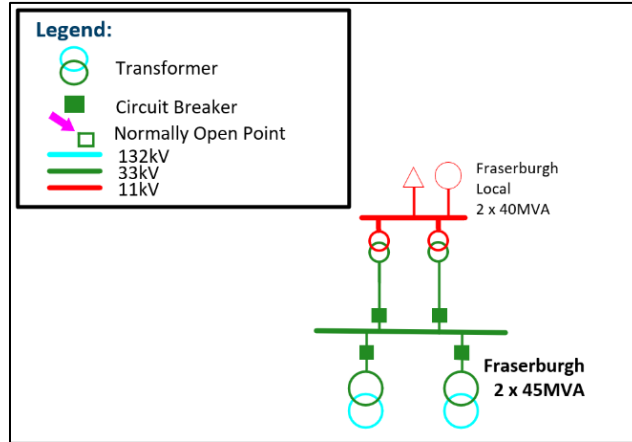 Legend:
Transformer
Circuit Breaker
Normally Open Point
132kV
33kV
11kV
Fraserburgh
Local
2 x 40MVA
Fraserburgh
2 x 45MVA